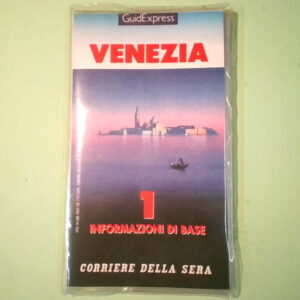 GuidExpress
VENEZIA
1
INFORMAZIONI DI BASE
CORRIERE DELLA SERA